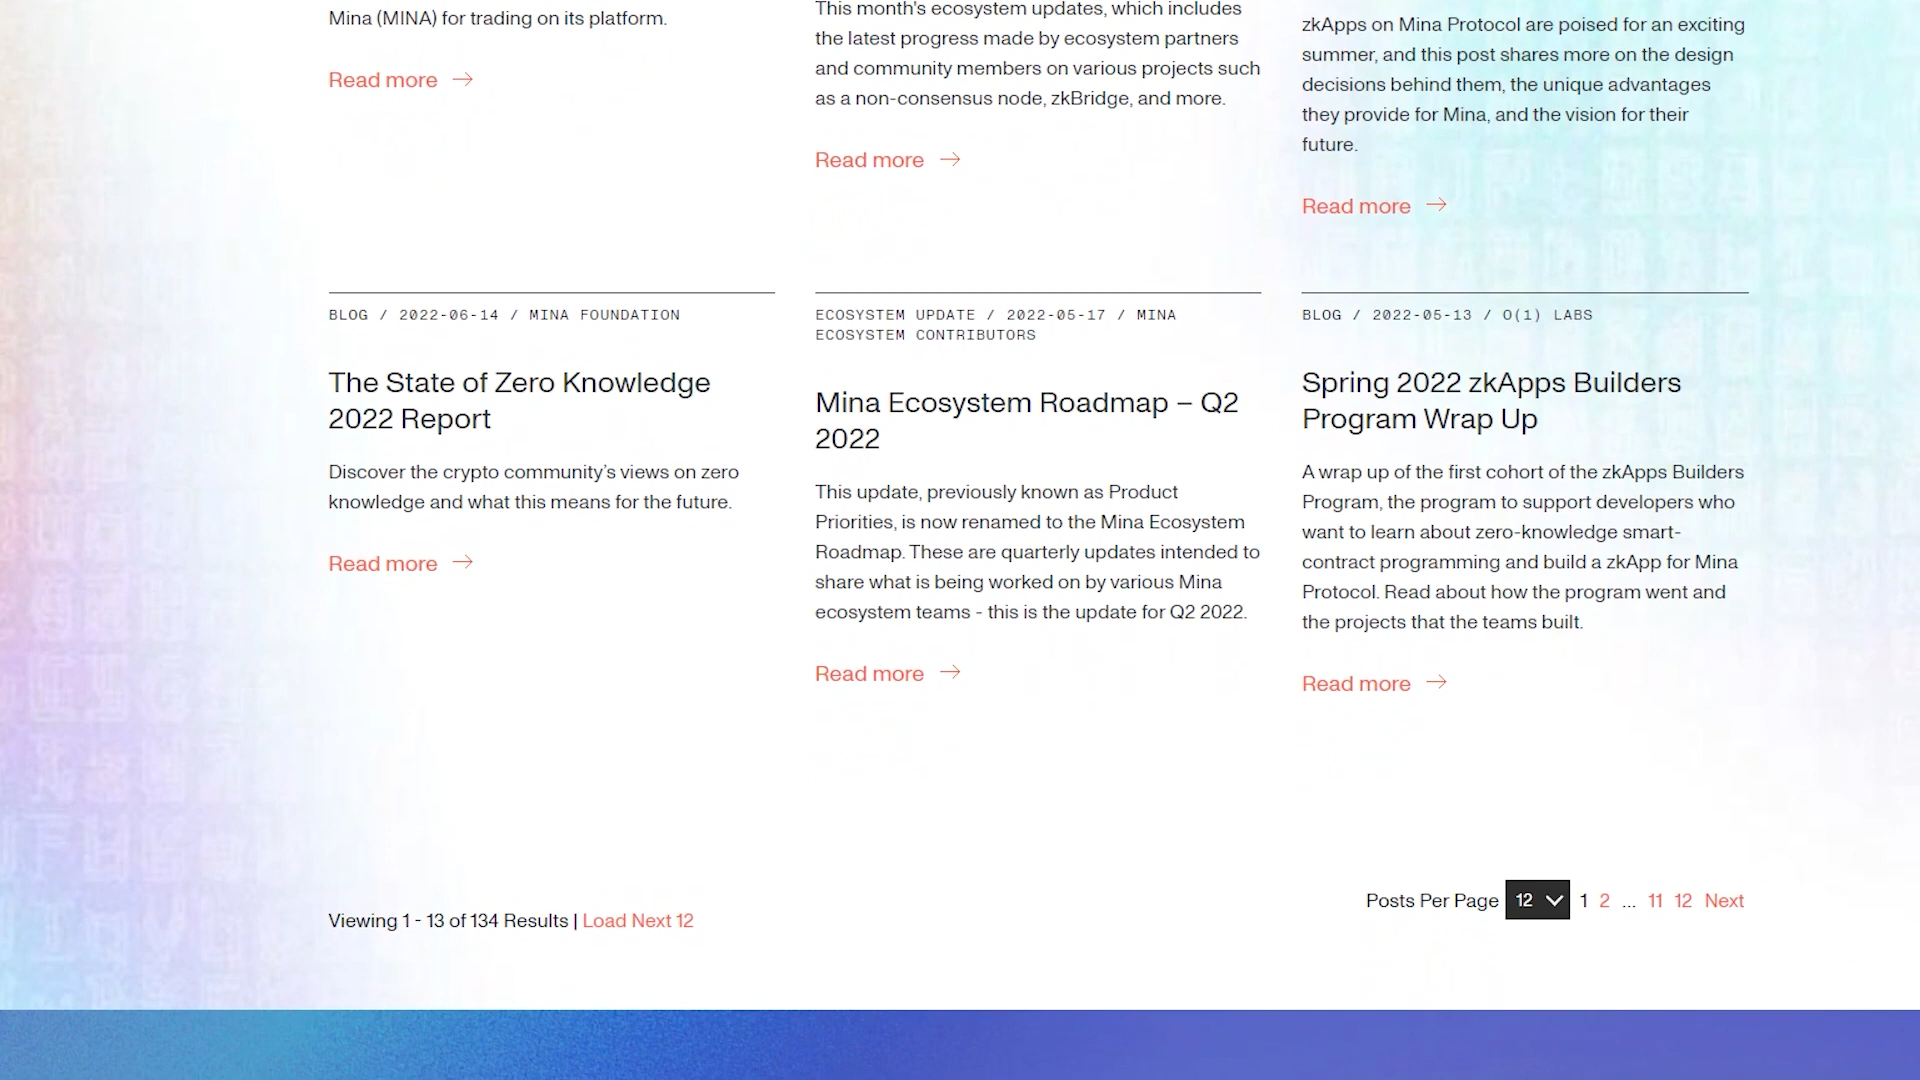 Mina (MINA) for trading on its platform.
Read more
This month's ecosystem updates, which includes
the latest progress made by ecosystem partners
and community members on various projects such
as a non-consensus node, zkBridge, and more.
Read more
zkApps on Mina Protocol are poised for an exciting
summer, and this post shares more on the design
decisions behind them, the unique advantages
they provide for Mina, and the vision for their
future.
Read more
BLOG / 2022-06-14 / MINA FOUNDATION
The State of Zero Knowledge
2022 Report
Discover the crypto community’s views on zero
knowledge and what this means for the future.
Read more
ECOSYSTEM UPDATE / 2022-05-17 / MINA
ECOSYSTEM CONTRIBUTORS
Mina Ecosystem Roadmap – Q2
2022
This update, previously known as Product
Priorities, is now renamed to the Mina Ecosystem
Roadmap. These are quarterly updates intended to
share what is being worked on by various Mina
ecosystem teams - this is the update for Q2 2022.
Read more
BLOG / 2022-05-13 / O(1) LABS
Spring 2022 zkApps Builders
Program Wrap Up
A wrap up of the first cohort of the zkApps Builders
Program, the program to support developers who
want to learn about zero-knowledge smart-
contract programming and build a zkApp for Mina
Protocol. Read about how the program went and
the projects that the teams built.
Read more
Viewing 1 - 13 of 134 Results | Load Next 12
Posts Per Page 12 1 2 ... 11 12 Next